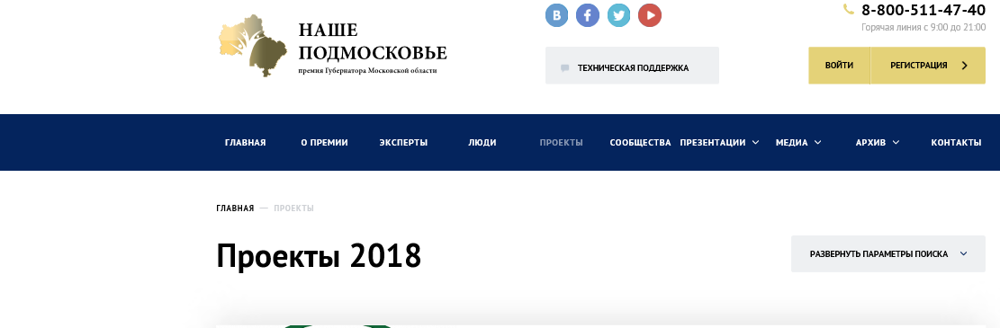 НАШЕ
ПОДМОСКОВЬЕ
премия Губернатора Московской области
8-800-511-47-40
Горячая линия с 9:00 до 21:00
ТЕХНИЧЕСКАЯ ПОДДЕРЖКА
ВОЙТИ
РЕГИСТРАЦИЯ
ГЛАВНАЯ О ПРЕМИИ ЭКСПЕРТЫ ЛЮДИ ПРОЕКТЫ СООБЩЕСТВА ПРЕЗЕНТАЦИИ МЕДИА АРХИВ КОНТАКТЫ
ГЛАВНАЯ — ПРОЕКТЫ
Проекты 2018
РАЗВЕРНУТЬ ПАРАМЕТРЫ ПОИСКА